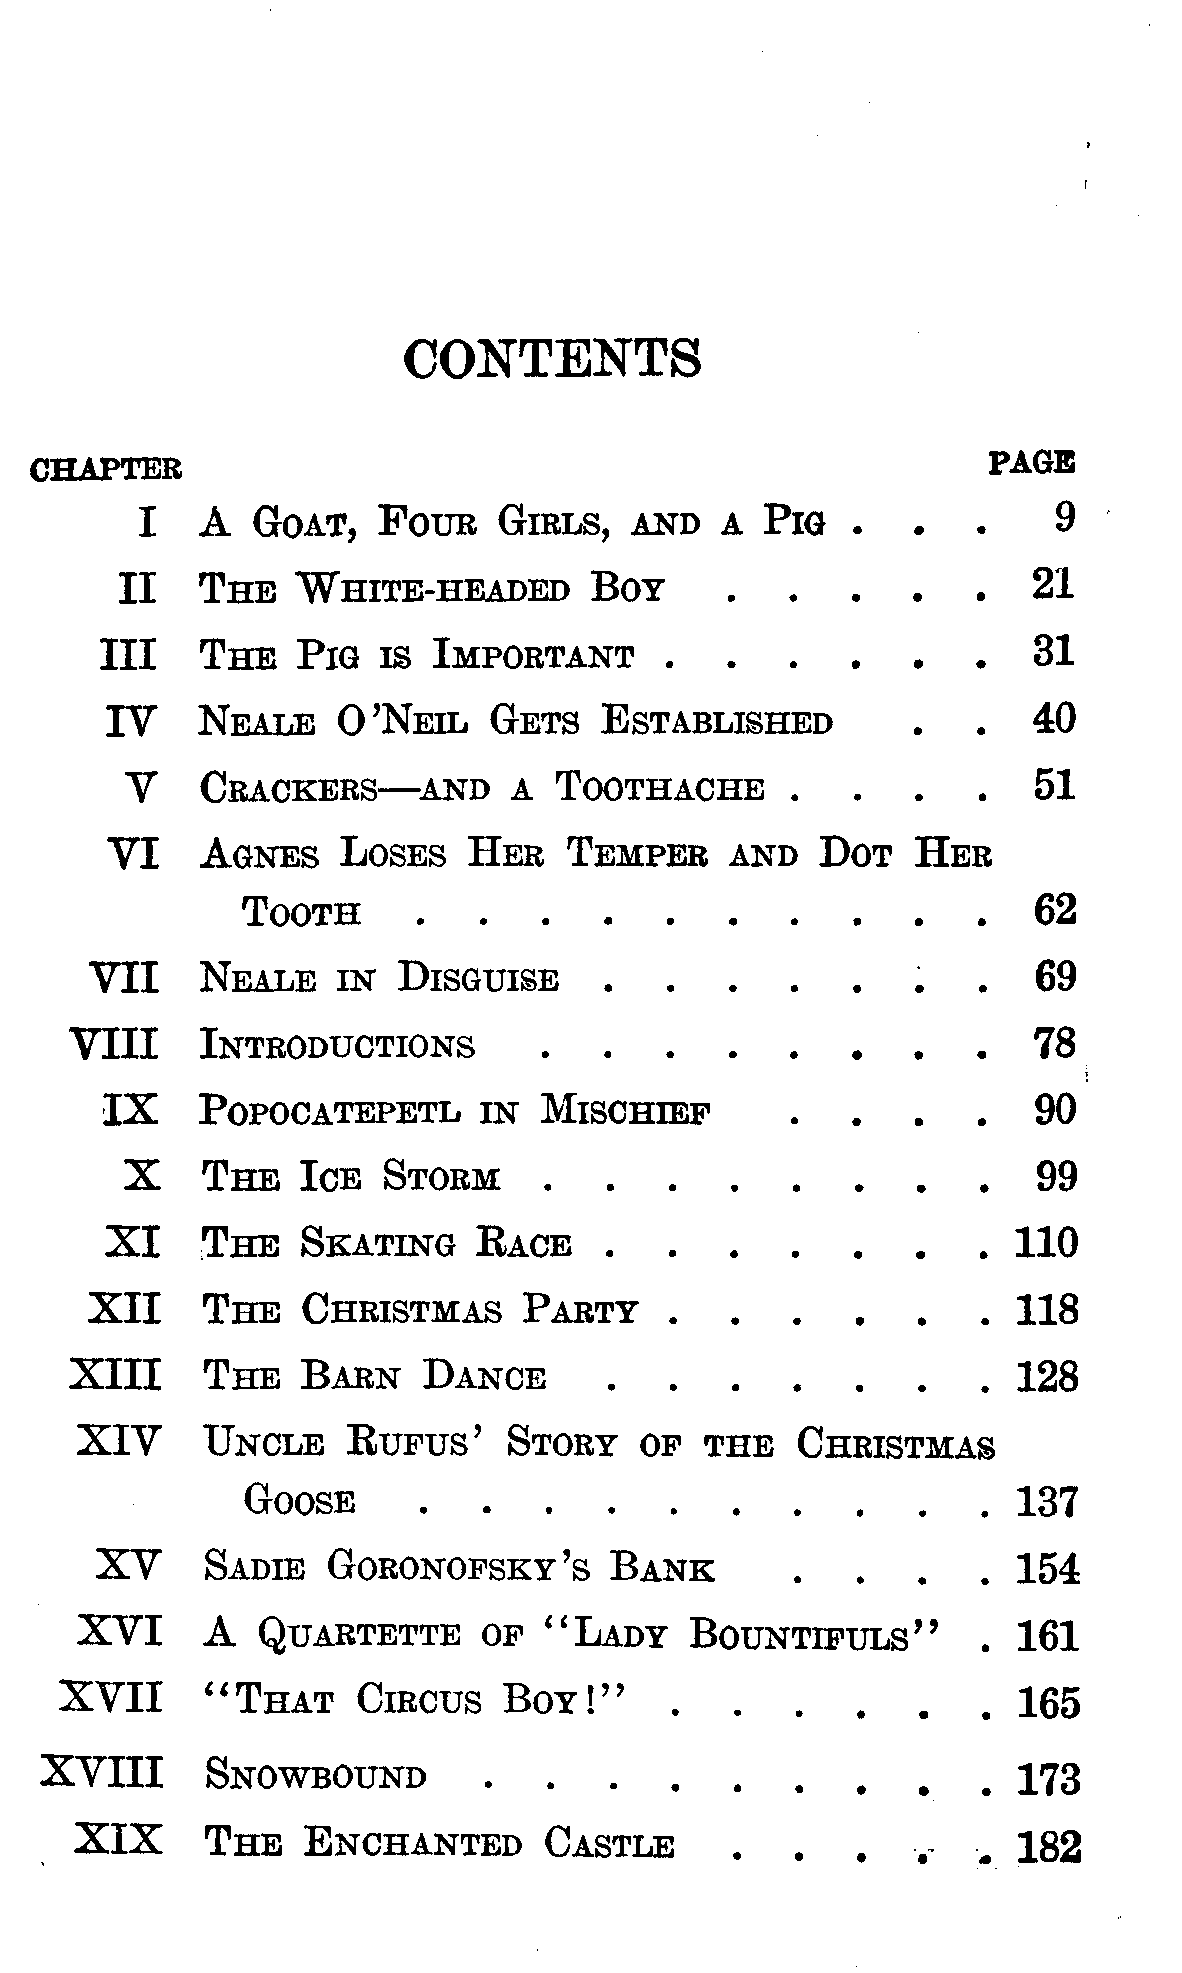 CONTENTS
CHAPTER PAGE
I A Goat, Four Girls, and a Pig . . . 9
II The White-headed Boy . . . . . 21
III The Pig is Important . . . . . . 31
IV Neale O'Neil Gets Established . . 40
V Crackers—and a Toothache . . . . 51
VI Agnes Loses Her Temper and Dot Her
Tooth . . . . . . . . . . 62
VII Neale in Disguise . . . . . . . 69
VIII Introductions . . . . . . . . 78
IX Popocatepetl in Mischief . . . . 90
X The Ice Storm . . . . . . . . 99
XI The Skating Race . . . . . . . 110
XII The Christmas Party . . . . . . 118
XIII The Barn Dance . . . . . . . 128
XIV Uncle Rufus' Story of the Christmas
Goose . . . . . . . . . . 137
XV Sadie Goronofsky's Bank . . . . 154
XVI A Quartette of "Lady Bountifuls" . 161
XVII "That Circus Boy!" . . . . . . 165
XVIII Snowbound . . . . . . . . . 173
XIX The Enchanted Castle . . . . . 182